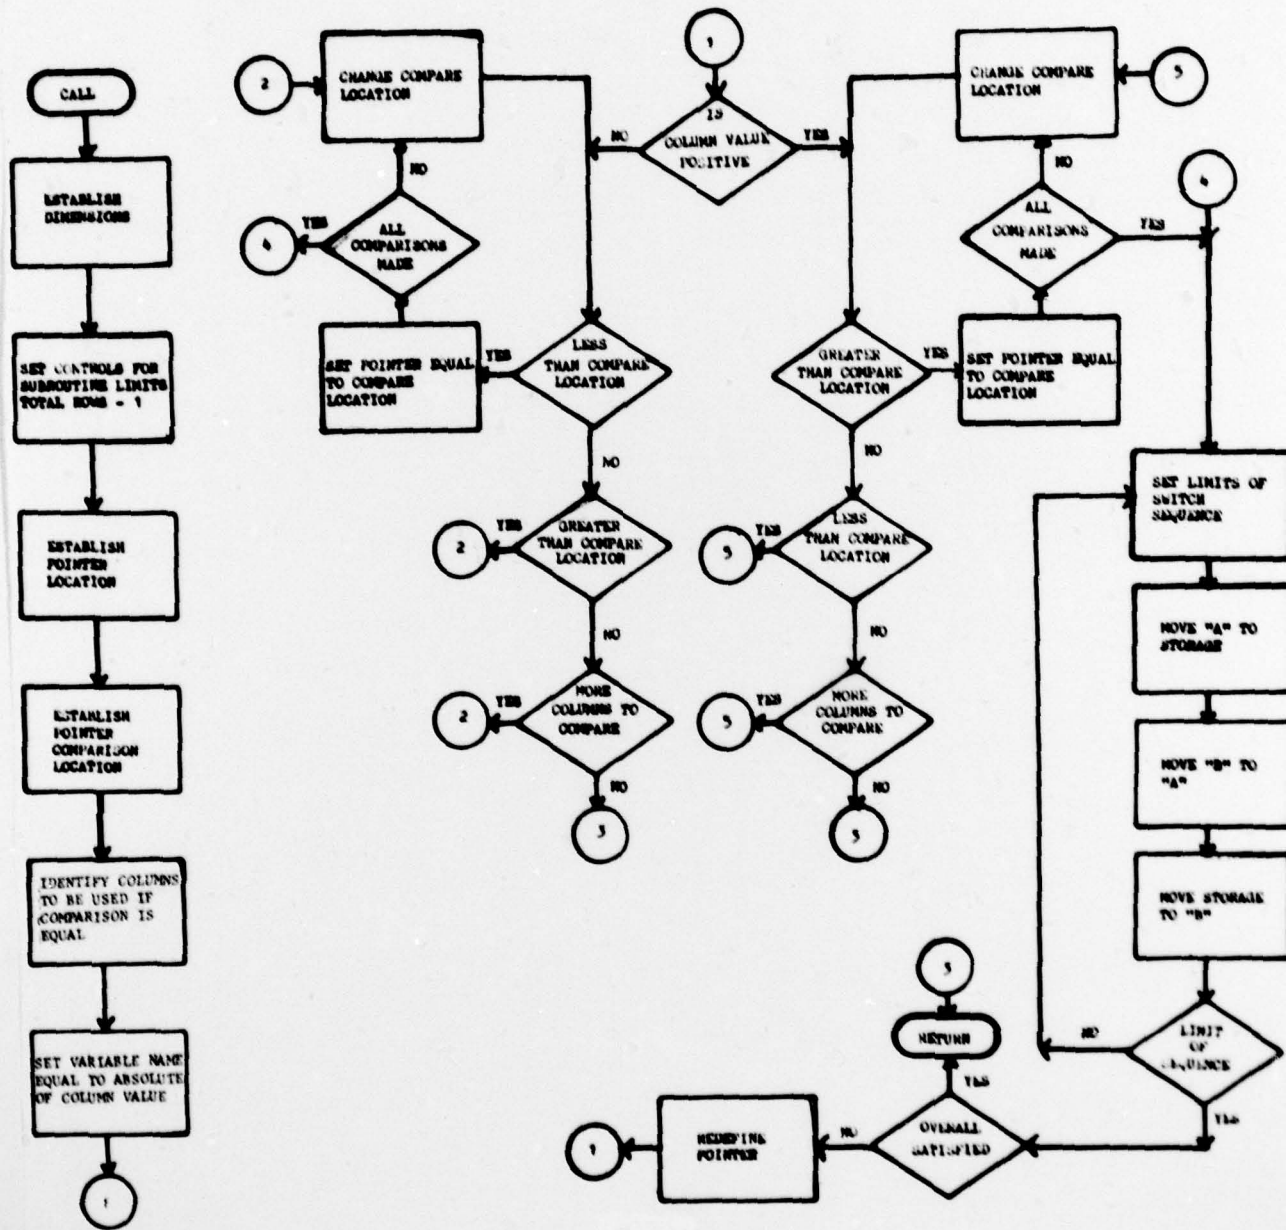 CALL
ESTABLISH
DIMENSIONS
SET CONTROLS FOR
SUBROUTINE LIMITS
TOTAL ROWS - 1
ESTABLISH
POINTER
LOCATION
ESTABLISH
POINTER
COMPARISON
LOCATION
IDENTIFY COLUMNS
TO BE USED IF
COMPARISON IS
EQUAL
SET VARIABLE NAME
EQUAL TO ABSOLUTE
OF COLUMN VALUE
1
2
CHANGE COMPARE
LOCATION
NO
4
YES
ALL
COMPARISONS
MADE
SET POINTER EQUAL
TO COMPARE
LOCATION
YES
LESS
THAN COMPARE
LOCATION
NO
2
YES
GREATER
THAN COMPARE
LOCATION
NO
2
YES
MORE
COLUMNS TO
COMPARE
NO
3
1
IS
COLUMN VALUE
POSITIVE
NO
YES
CHANGE COMPARE
LOCATION
5
NO
ALL
COMPARISONS
MADE
YES
4
GREATER
THAN COMPARE
LOCATION
YES
SET POINTER EQUAL
TO COMPARE
LOCATION
NO
5
YES
LESS
THAN COMPARE
LOCATION
NO
5
YES
MORE
COLUMNS TO
COMPARE
NO
SET LIMITS OF
SWITCH
SEQUENCE
MOVE "A" TO
STORAGE
MOVE "B" TO
"A"
MOVE STORAGE
TO "B"
LIMIT
OF
SEQUENCE
NO
YES
RETURN
YES
OVERALL
SATISFIED
NO
REDEFINE
POINTER
1